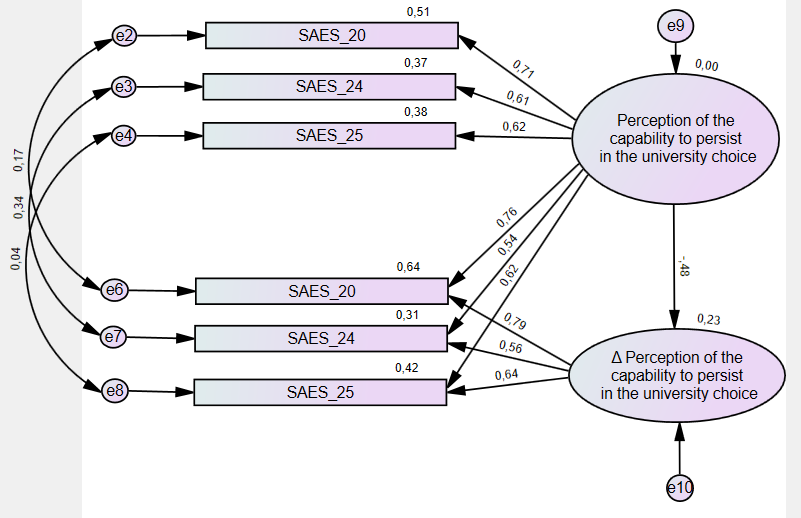 0,51
e2
SAES_20
e9
0,37
0,71
0,00
e3
SAES_24
0,61
0,38
e4
SAES_25
0,62
Perception of the
capability to persist
in the university choice
0,17
0,34
0,04
0,76
0,54
0,62
-,48
0,64
e6
SAES_20
0,31
0,79
0,23
e7
SAES_24
0,56
0,42
e8
SAES_25
0,64
Δ Perception of the
capability to persist
in the university choice
e10